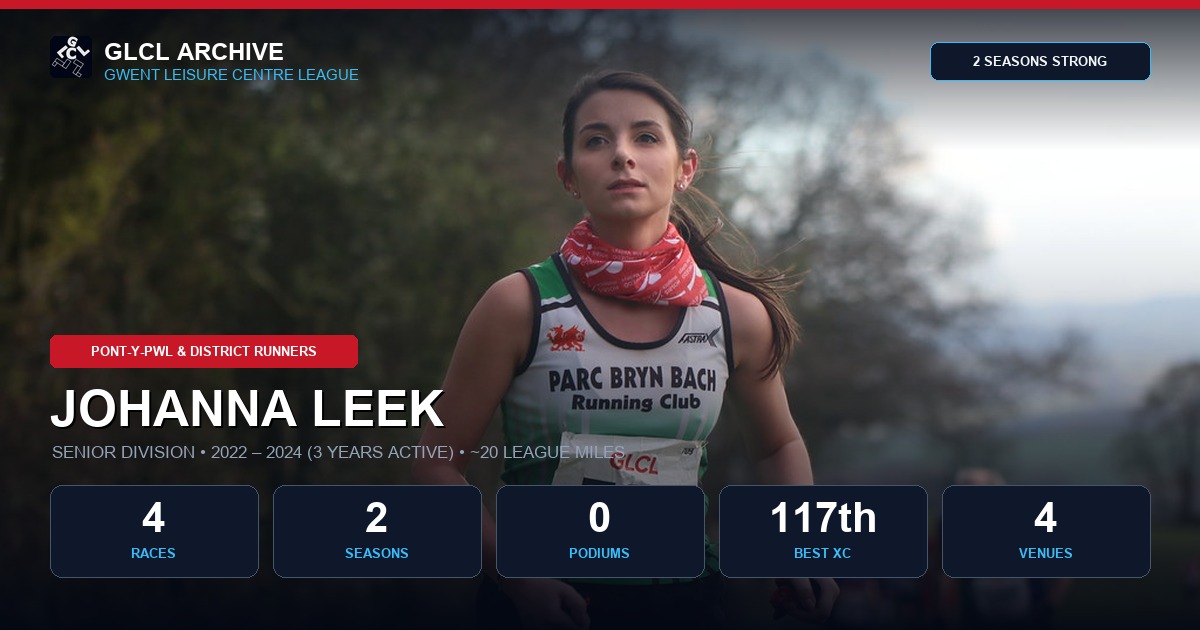 GLCL ARCHIVE
GWENT LEISURE CENTRE LEAGUE
2 SEASONS STRONG
FASTRAX
PARC BRYN BACH
Running Club
GLCL
PONT-Y-PWL & DISTRICT RUNNERS
JOHANNA LEEK
SENIOR DIVISION • 2022 – 2024 (3 YEARS ACTIVE) • ~20 LEAGUE MILES
4
RACES
2
SEASONS
0
PODIUMS
117th
BEST XC
4
VENUES